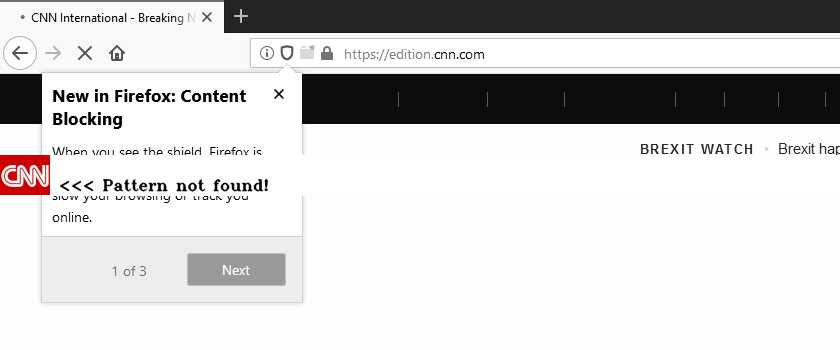 CNN International - Breaking N
https://edition.cnn.com
New in Firefox: Content
Blocking
When you see the shield, Firefox is
BREXIT WATCH • Brexit hap
CNN
<<< Pattern not found!
slow your browsing or track you
online.
1 of 3
Next